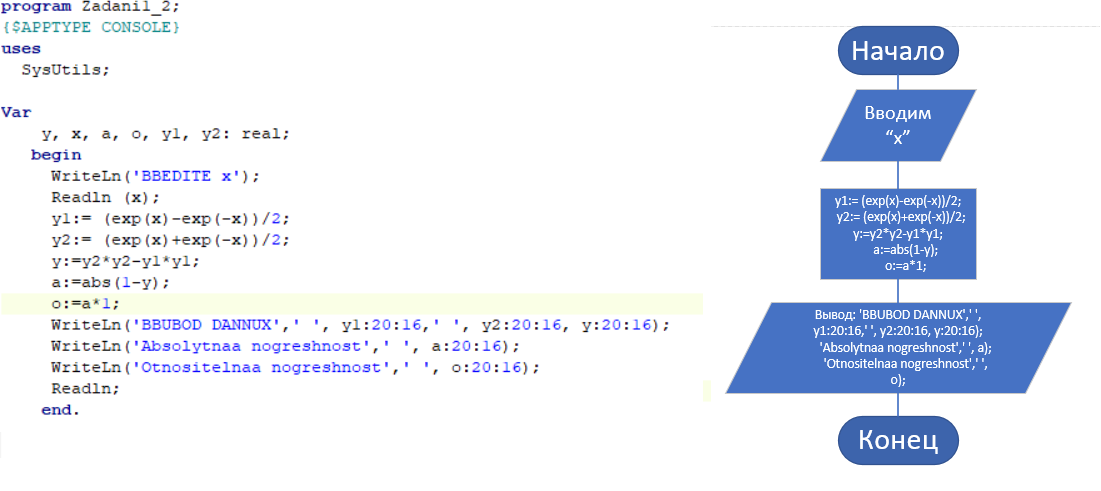 program Zadani1_2;
{$APPTYPE CONSOLE}
uses
SysUtils;
Var
y, x, a, o, y1, y2: real;
begin
WriteLn('BBEDITE x');
Readln (x);
y1:= (exp(x)-exp(-x))/2;
y2:= (exp(x)+exp(-x))/2;
y:=y2*y2-y1*y1;
a:=abs(1-y);
o:=a*1;
WriteLn('BBUBOD DANNUX',' ', y1:20:16,' ', y2:20:16, y:20:16);
WriteLn('Absolytnaa nogreshnost',' ', a:20:16);
WriteLn('Otnositelnaa nogreshnost',' ', o:20:16);
Readln;
end.
Начало
Вводим
“x”
y1:= (exp(x)-exp(-x))/2;
y2:= (exp(x)+exp(-x))/2;
y:=y2*y2-y1*y1;
a:=abs(1-y);
o:=a*1;
Вывод: 'BBUBOD DANNUX',' ',
y1:20:16,' ', y2:20:16, y:20:16);
'Absolytnaa nogreshnost',' ', a);
'Otnositelnaa nogreshnost',' ',
o);
Конец